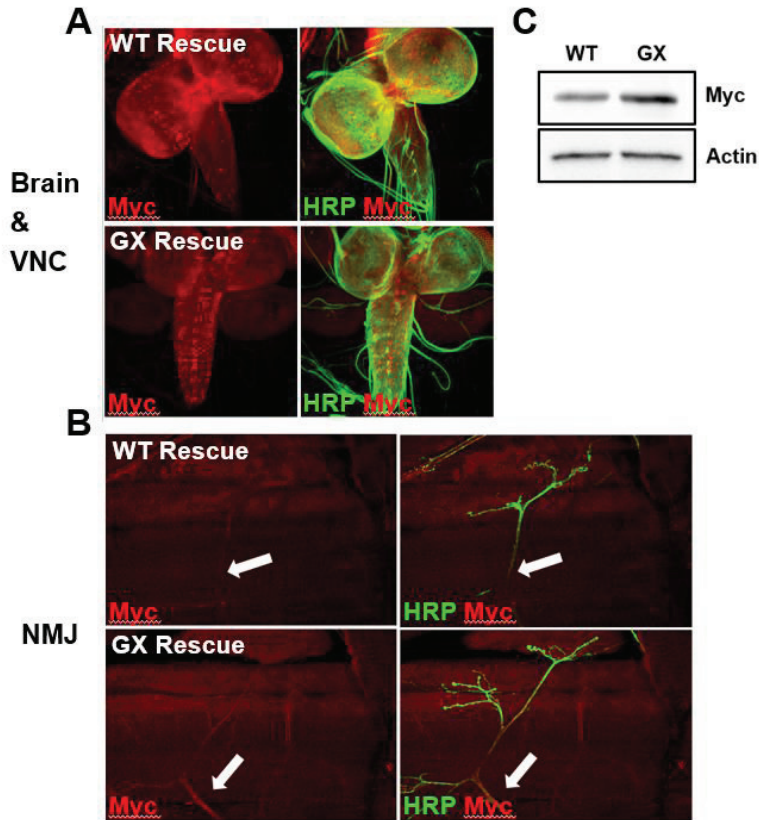 A
WT Rescue
Myc
HRP Myc
GX Rescue
Myc
HRP Myc
Brain
&
VNC
C
WT GX
Myc
Actin
B
WT Rescue
Myc
HRP Myc
GX Rescue
Myc
HRP Myc
NMJ